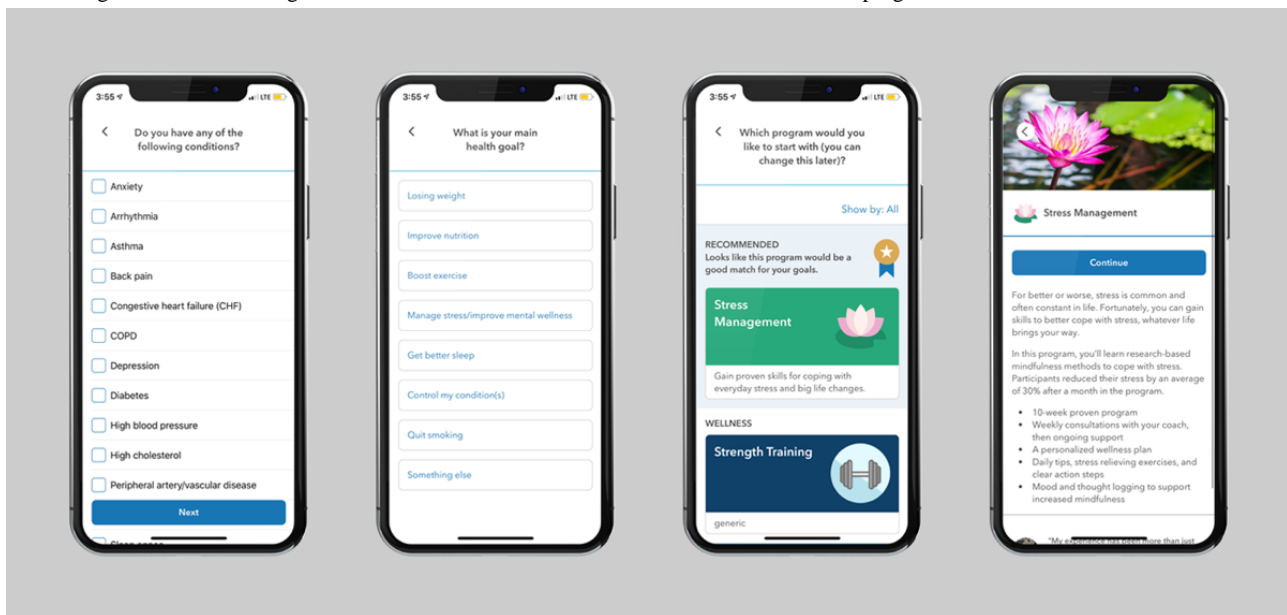 3:55
LTE
Do you have any of the
following conditions?
Anxiety
Arrhythmia
Asthma
Back pain
Congestive heart failure (CHF)
COPD
Depression
Diabetes
High blood pressure
High cholesterol
Peripheral artery/vascular disease
Next
3:55
LTE
What is your main
health goal?
Losing weight
Improve nutrition
Boost exercise
Manage stress/improve mental wellness
Get better sleep
Control my condition(s)
Quit smoking
Something else
3:55
LTE
Which program would you
like to start with (you can
change this later)?
Show by: All
RECOMMENDED
Looks like this program would be a
good match for your goals.
Stress
Management
Gain proven skills for coping with
everyday stress and big life changes.
WELLNESS
Strength Training
generic
Stress Management
Continue
For better or worse, stress is common and
often constant in life. Fortunately, you can gain
skills to better cope with stress, whatever life
brings your way.
In this program, you'll learn research-based
mindfulness methods to cope with stress.
Participants reduced their stress by an average
of 30% after a month in the program.
• 10-week proven program
• Weekly consultations with your coach,
then ongoing support
• A personalized wellness plan
• Daily tips, stress relieving exercises, and
clear action steps
• Mood and thought logging to support
increased mindfulness
"My experience has been more than just